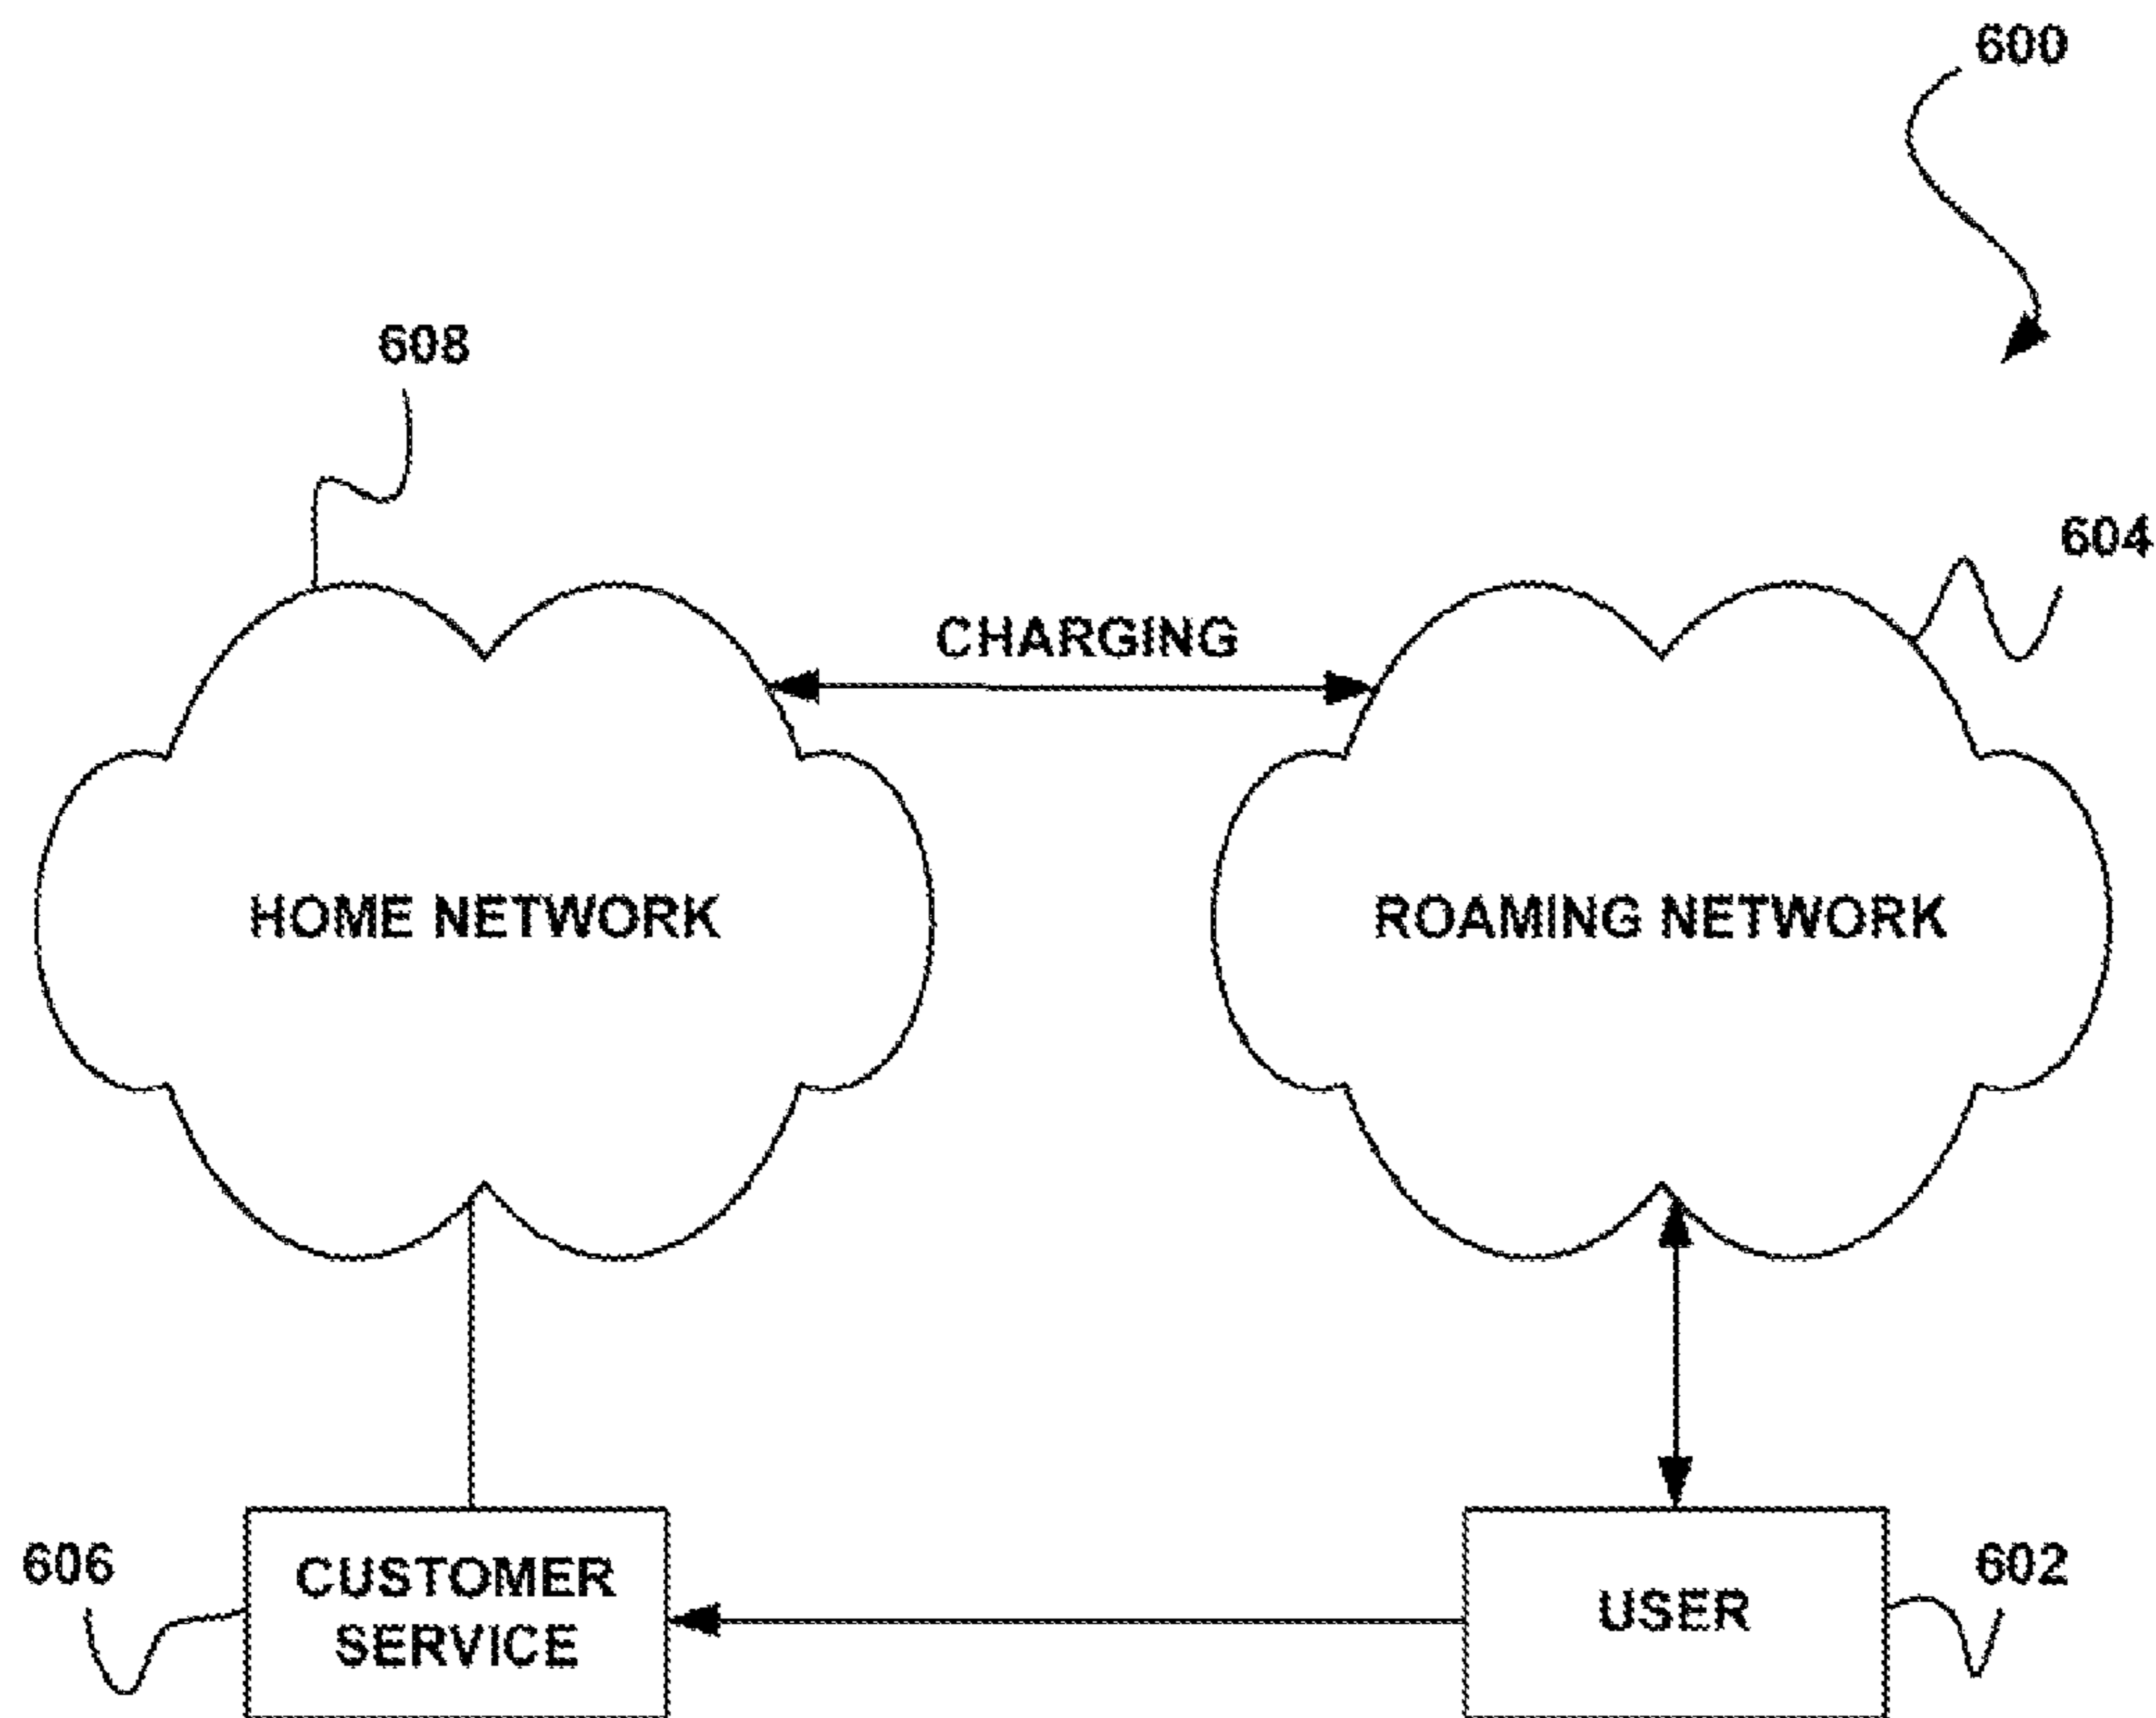 600
608
604
CHARGING
HOME NETWORK
ROAMING NETWORK
606
CUSTOMER
SERVICE
USER
602